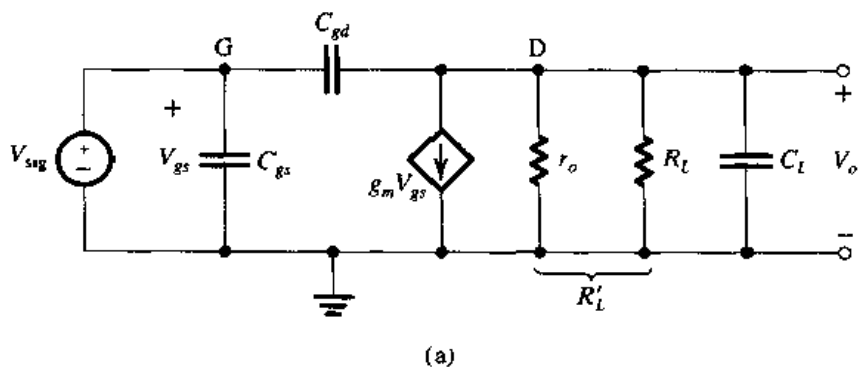 C_gd
G
D
+
+
V_sig
+
−
V_gs
C_gs
g_m V_gs
r_o
R_L
C_L
V_o
−
R'_L
(a)